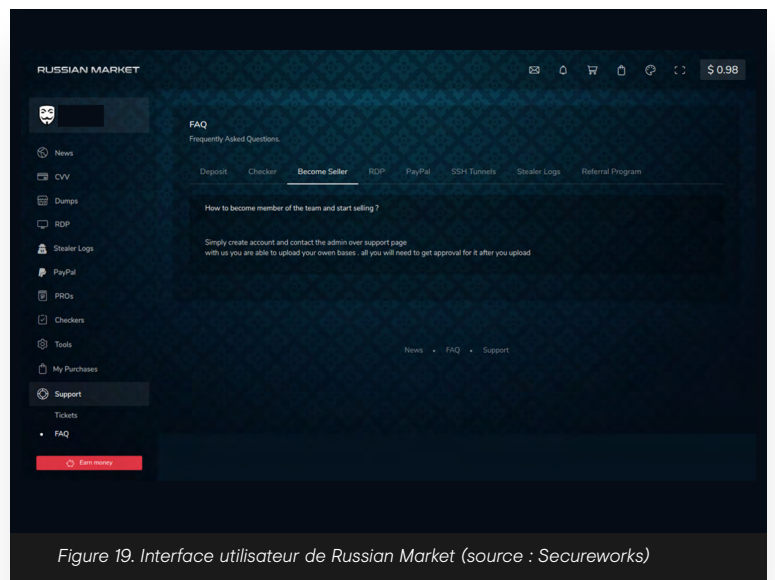 RUSSIAN MARKET
$ 0.98
FAQ
Frequently Asked Questions.
Deposit Checker Become Seller RDP PayPal SSH Tunnels Stealer Logs Referral Program
How to become member of the team and start selling ?
Simply create account and contact the admin over support page
with us you are able to upload your owen bases . all you will need to get approval for it after you upload
News • FAQ • Support
News
CVV
Dumps
RDP
Stealer Logs
PayPal
PROs
Checkers
Tools
My Purchases
Support
Tickets
• FAQ
Earn money
Figure 19. Interface utilisateur de Russian Market (source : Secureworks)